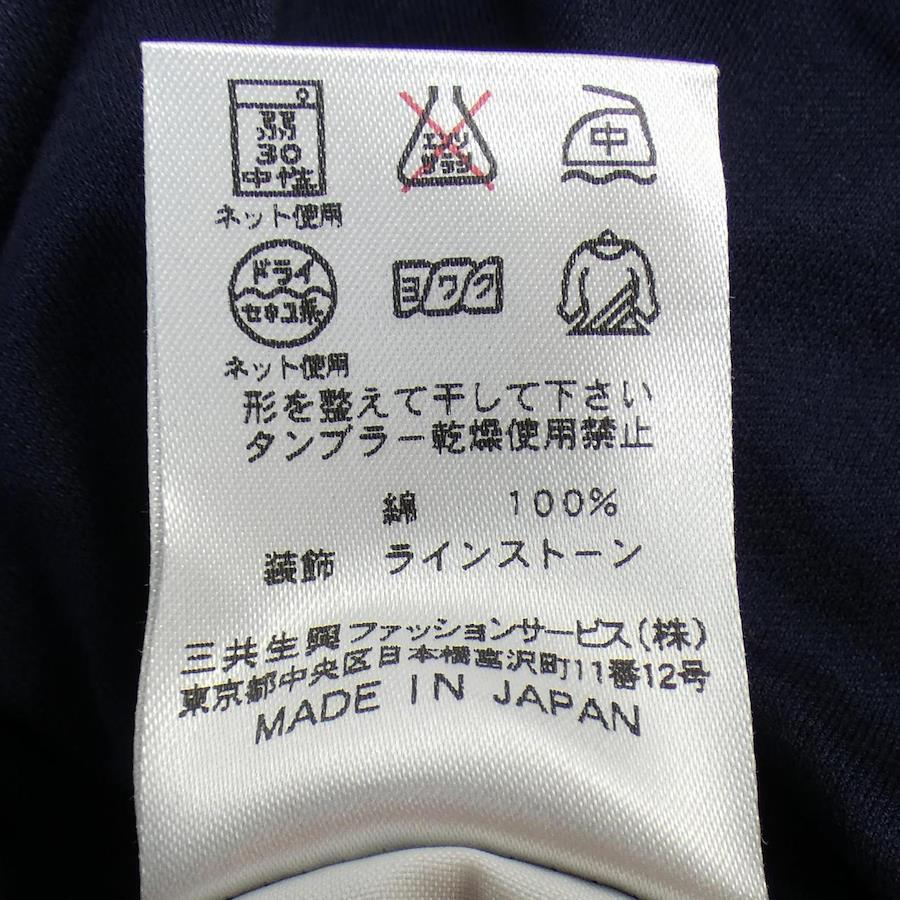 弱
30
中性
エンソ
サラシ
中
ネット使用
ドライ
セキユ系
ヨワク
ネット使用
形を整えて干して下さい
タンブラー乾燥使用禁止
綿 100%
装飾 ラインストーン
三共生興ファッションサービス(株)
東京都中央区日本橋富沢町11番12号
MADE IN JAPAN